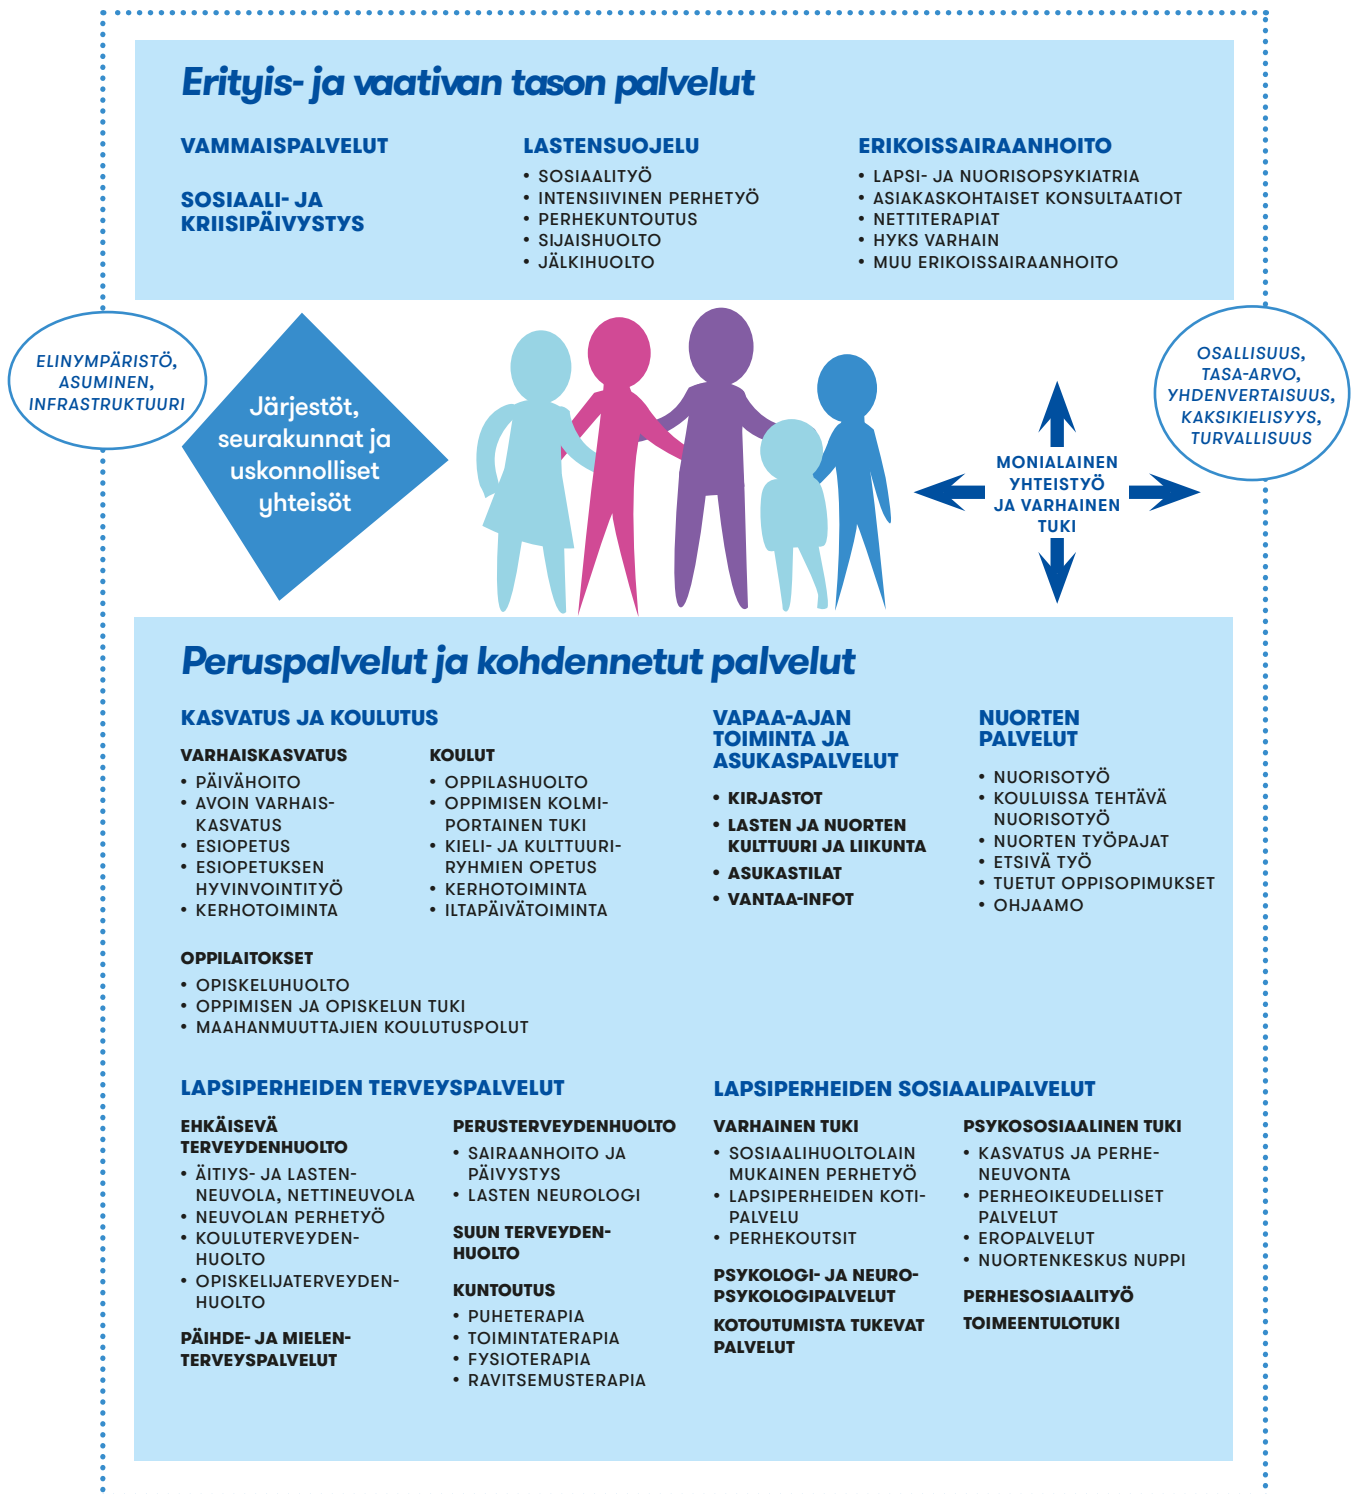 Erityis- ja vaativan tason palvelut
VAMMAISPALVELUT
SOSIAALI- JA
KRIISIPÄIVYSTYS
LASTENSUOJELU
• SOSIAALITYÖ
• INTENSIIVINEN PERHETYÖ
• PERHEKUNTOUTUS
• SIJAISHUOLTO
• JÄLKIHUOLTO
ERIKOISSAIRAANHOITO
• LAPSI- JA NUORISOPSYKIATRIA
• ASIAKASKOHTAISET KONSULTAATIOT
• NETTITERAPIAT
• HYKS VARHAIN
• MUU ERIKOISSAIRAANHOITO
ELINYMPÄRISTÖ,
ASUMINEN,
INFRASTRUKTUURI
Järjestöt,
seurakunnat ja
uskonnolliset
yhteisöt
MONIALAINEN
YHTEISTYÖ
JA VARHAINEN
TUKI
OSALLISUUS,
TASA-ARVO,
YHDENVERTAISUUS,
KAKSIKIELISYYS,
TURVALLISUUS
Peruspalvelut ja kohdennetut palvelut
KASVATUS JA KOULUTUS
VARHAISKASVATUS
• PÄIVÄHOITO
• AVOIN VARHAIS-
KASVATUS
• ESIOPETUS
• ESIOPETUKSEN
HYVINVOINTITYÖ
• KERHOTOIMINTA
KOULUT
• OPPILASHUOLTO
• OPPIMISEN KOLMI-
PORTAINEN TUKI
• KIELI- JA KULTTUURI-
RYHMIEN OPETUS
• KERHOTOIMINTA
• ILTAPÄIVÄTOIMINTA
OPPILAITOKSET
• OPISKELUHUOLTO
• OPPIMISEN JA OPISKELUN TUKI
• MAAHANMUUTTAJIEN KOULUTUSPOLUT
VAPAA-AJAN
TOIMINTA JA
ASUKASPALVELUT
• KIRJASTOT
• LASTEN JA NUORTEN
KULTTUURI JA LIIKUNTA
• ASUKASTILAT
• VANTAA-INFOT
NUORTEN
PALVELUT
• NUORISOTYÖ
• KOULUISSA TEHTÄVÄ
NUORISOTYÖ
• NUORTEN TYÖPAJAT
• ETSIVÄ TYÖ
• TUETUT OPPISOPIMUKSET
• OHJAAMO
LAPSIPERHEIDEN TERVEYSPALVELUT
EHKÄISEVÄ
TERVEYDENHUOLTO
• ÄITIYS- JA LASTEN-
NEUVOLA, NETTINEUVOLA
• NEUVOLAN PERHETYÖ
• KOULUTERVEYDEN-
HUOLTO
• OPISKELIJATERVEYDEN-
HUOLTO
PÄIHDE- JA MIELEN-
TERVEYSPALVELUT
PERUSTERVEYDENHUOLTO
• SAIRAANHOITO JA
PÄIVYSTYS
• LASTEN NEUROLOGI
SUUN TERVEYDEN-
HUOLTO
KUNTOUTUS
• PUHETERAPIA
• TOIMINTATERAPIA
• FYSIOTERAPIA
• RAVITSEMUSTERAPIA
LAPSIPERHEIDEN SOSIAALIPALVELUT
VARHAINEN TUKI
• SOSIAALIHUOLTOLAIN
MUKAINEN PERHETYÖ
• LAPSIPERHEIDEN KOTI-
PALVELU
• PERHEKOUTSIT
PSYKOLOGI- JA NEURO-
PSYKOLOGIPALVELUT
KOTOUTUMISTA TUKEVAT
PALVELUT
PSYKOSOSIAALINEN TUKI
• KASVATUS JA PERHE-
NEUVONTA
• PERHEOIKEUDELLISET
PALVELUT
• EROPALVELUT
• NUORTENKESKUS NUPPI
PERHESOSIAALITYÖ
TOIMEENTULOTUKI